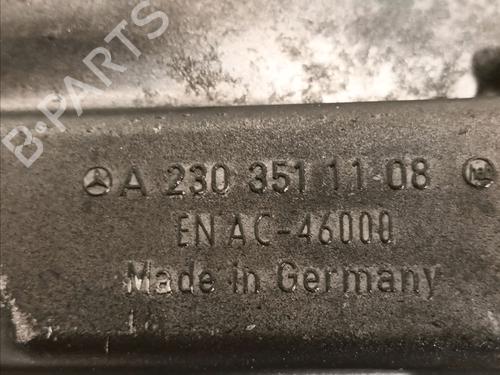 B-PARTS
A 230 351 11 08
EN AC-46000
Made in Germany